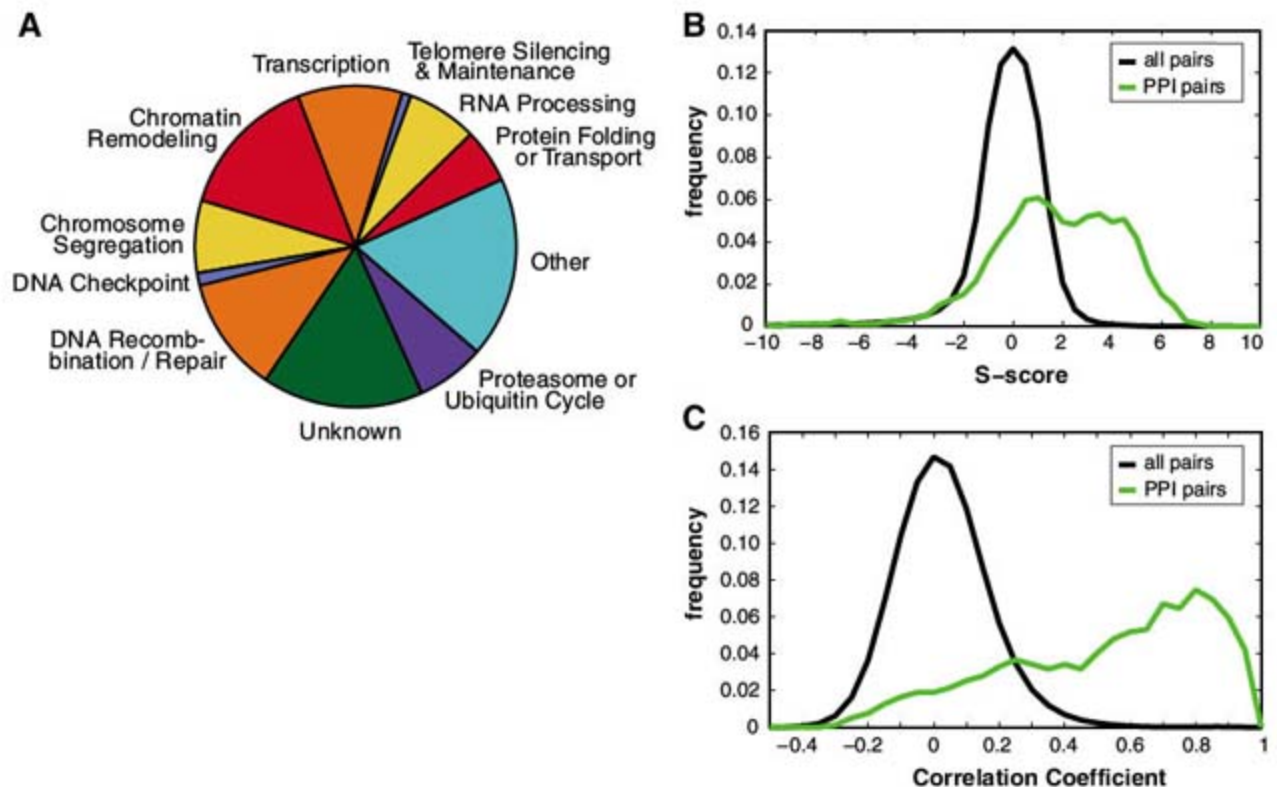 A
Transcription
Telomere Silencing
& Maintenance
RNA Processing
Protein Folding
or Transport
Other
Proteasome or
Ubiquitin Cycle
Unknown
DNA Recomb-
bination / Repair
DNA Checkpoint
Chromosome
Segregation
Chromatin
Remodeling
B
0.14
0.12
0.10
0.08
0.06
0.04
0.02
0
frequency
all pairs
PPI pairs
−10 −8 −6 −4 −2 0 2 4 6 8 10
S−score
C
0.16
0.14
0.12
0.10
0.08
0.06
0.04
0.02
0
frequency
all pairs
PPI pairs
−0.4 −0.2 0 0.2 0.4 0.6 0.8 1
Correlation Coefficient